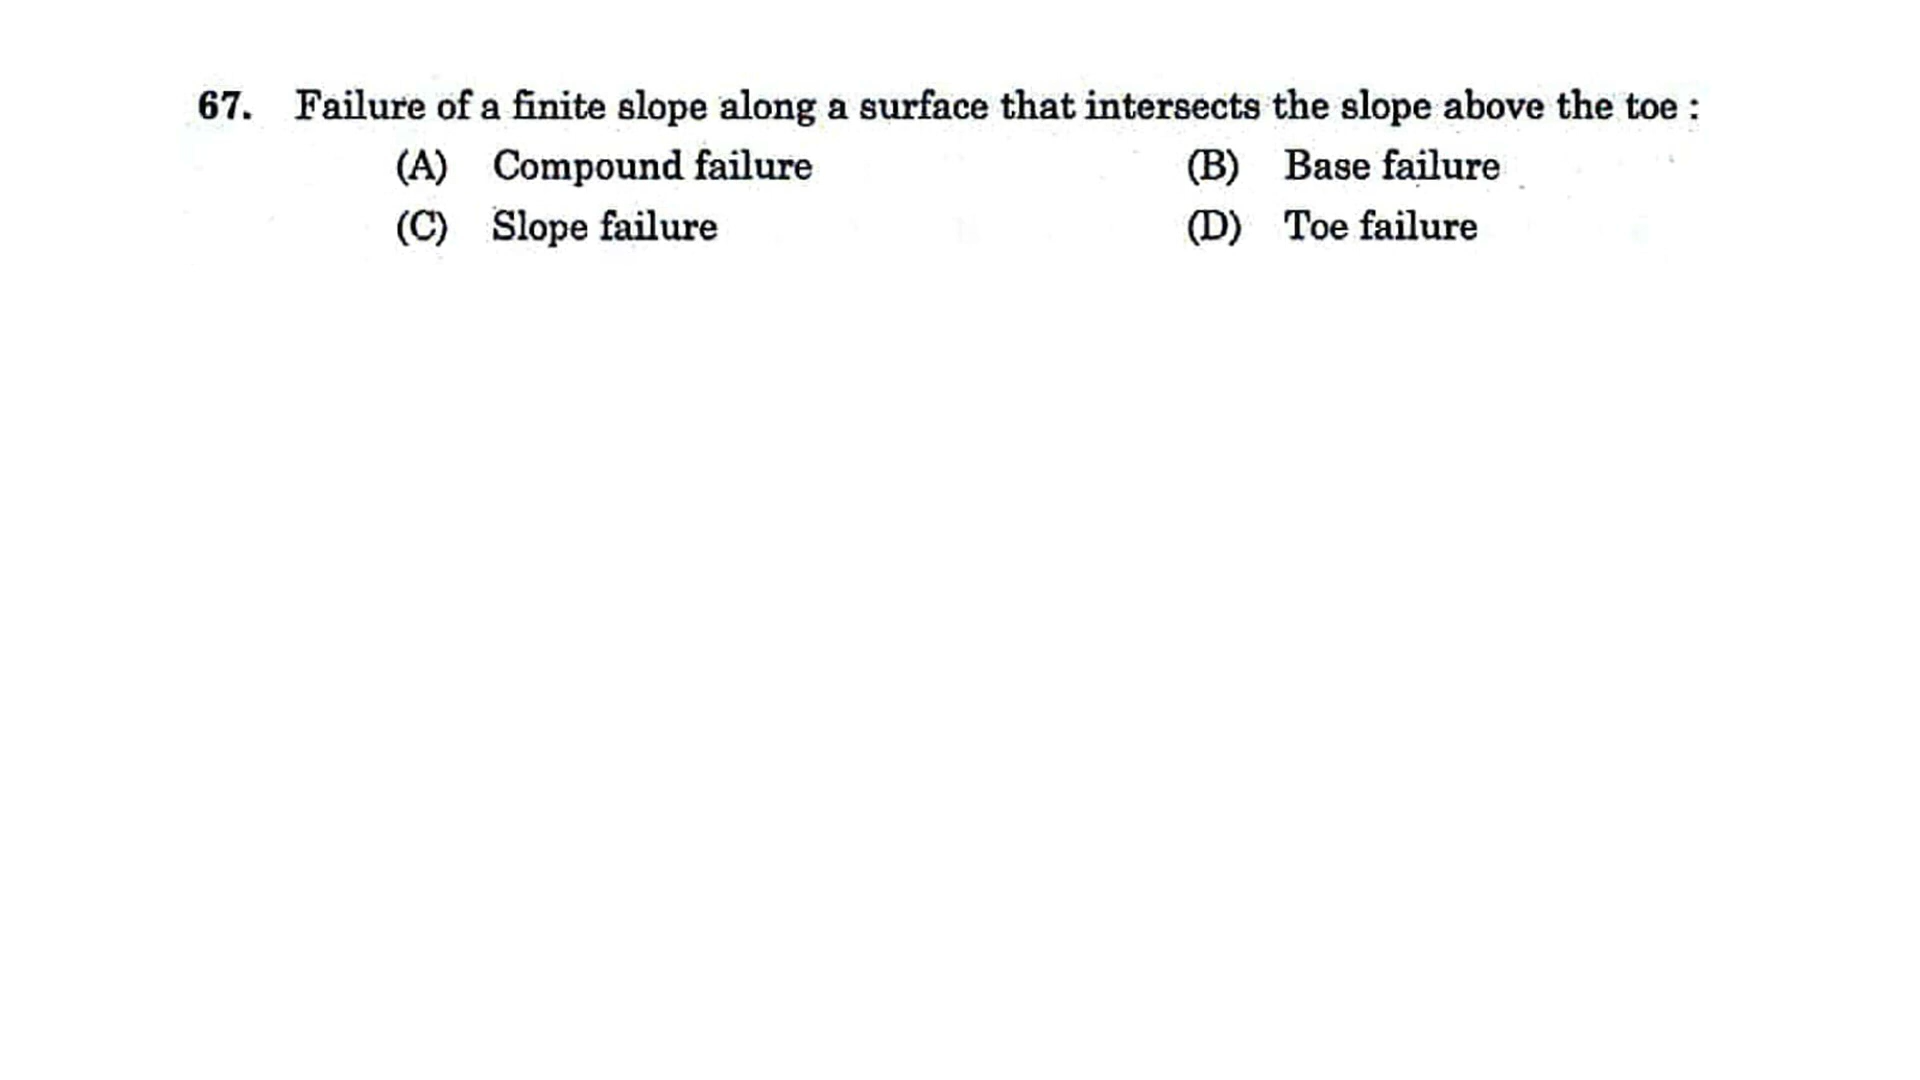 67. Failure of a finite slope along a surface that intersects the slope above the toe :
(A) Compound failure (B) Base failure
(C) Slope failure (D) Toe failure